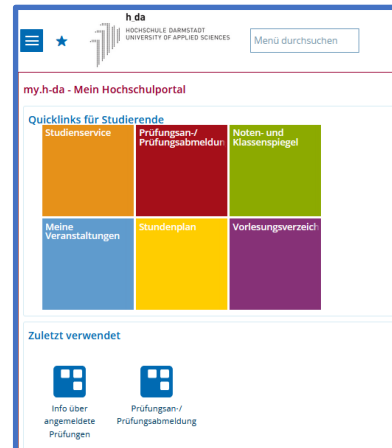 h_da
HOCHSCHULE DARMSTADT
UNIVERSITY OF APPLIED SCIENCES
Menü durchsuchen
my.h-da - Mein Hochschulportal
Quicklinks für Studierende
Studienservice
Prüfungsan-/
Prüfungsabmeldun
Noten- und
Klassenspiegel
Meine
Veranstaltungen
Stundenplan
Vorlesungsverzeich
Zuletzt verwendet
Info über
angemeldete
Prüfungen
Prüfungsan-/
Prüfungsabmeldung